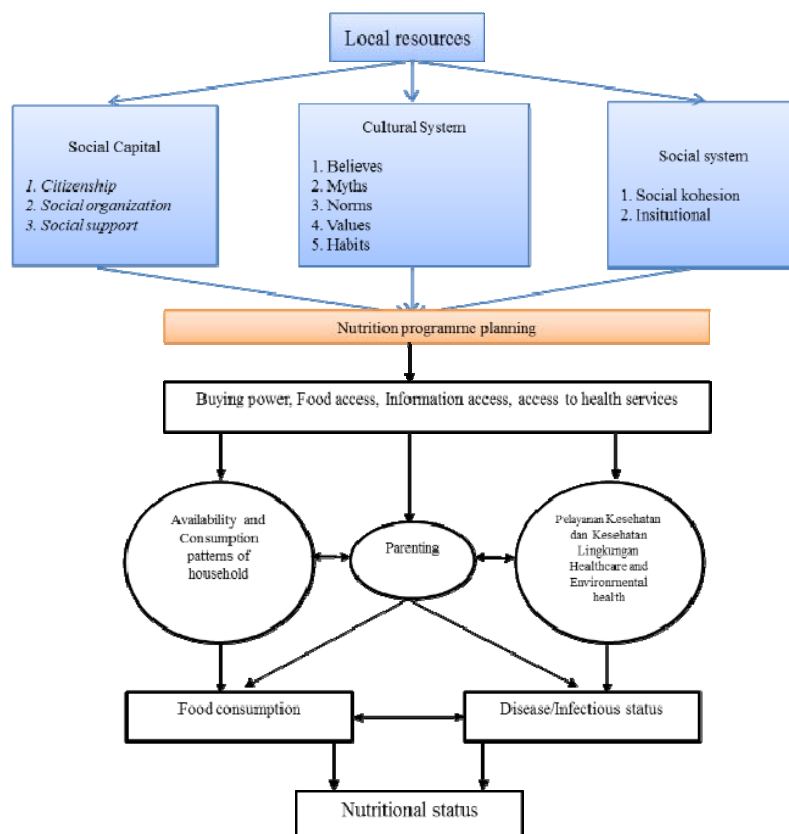 Local resources
Social Capital
1. Citizenship
2. Social organization
3. Social support
Cultural System
1. Believes
2. Myths
3. Norms
4. Values
5. Habits
Social system
1. Social kohesion
2. Insitutional
Nutrition programme planning
Buying power, Food access, Information access, access to health services
Availability and
Consumption
patterns of
household
Parenting
Pelayanan Kesehatan
dan Kesehatan
Lingkungan
Healthcare and
Environmental
health
Food consumption
Disease/Infectious status
Nutritional status